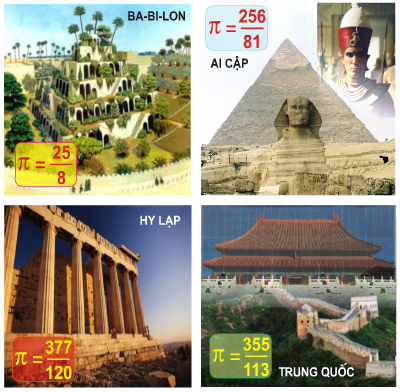 BA-BI-LON
π = 25/8
π = 256/81
AI CẬP
HY LẠP
π = 377/120
π = 355/113
TRUNG QUỐC